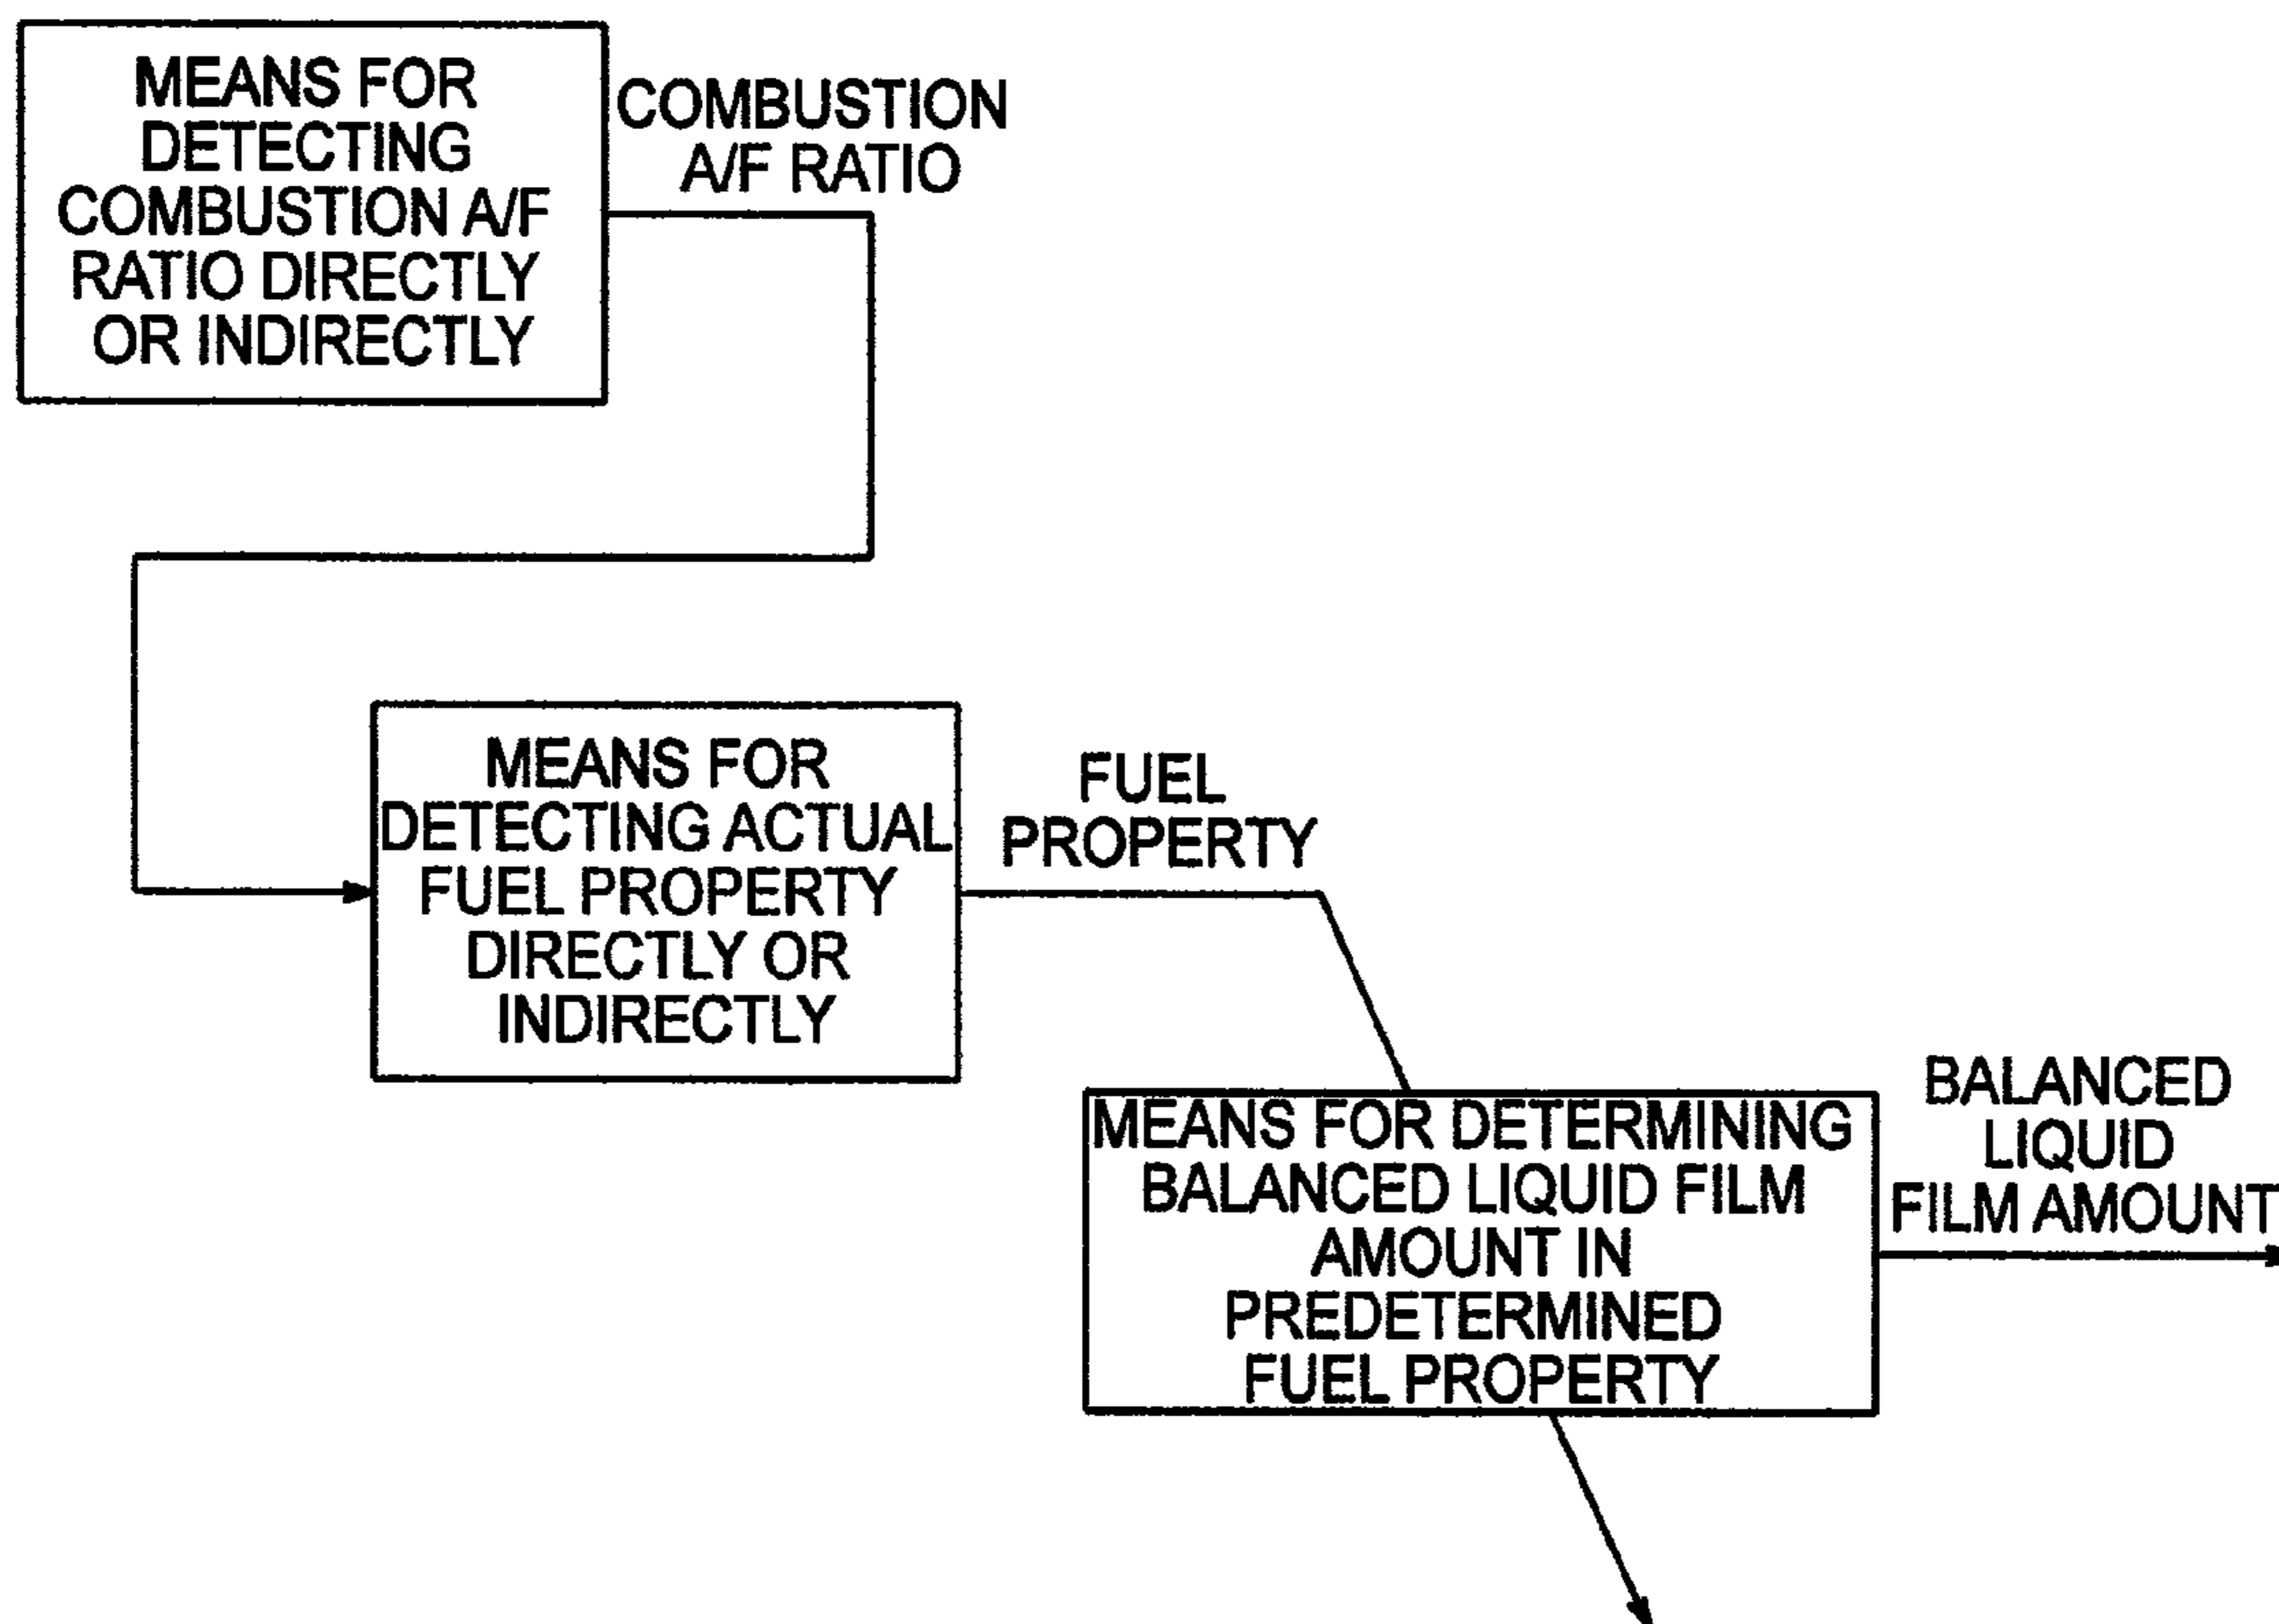 MEANS FOR
DETECTING
COMBUSTION A/F
RATIO DIRECTLY
OR INDIRECTLY
COMBUSTION
A/F RATIO
MEANS FOR
DETECTING ACTUAL
FUEL PROPERTY
DIRECTLY OR
INDIRECTLY
FUEL
PROPERTY
MEANS FOR DETERMINING
BALANCED LIQUID FILM
AMOUNT IN
PREDETERMINED
FUEL PROPERTY
BALANCED
LIQUID
FILM AMOUNT